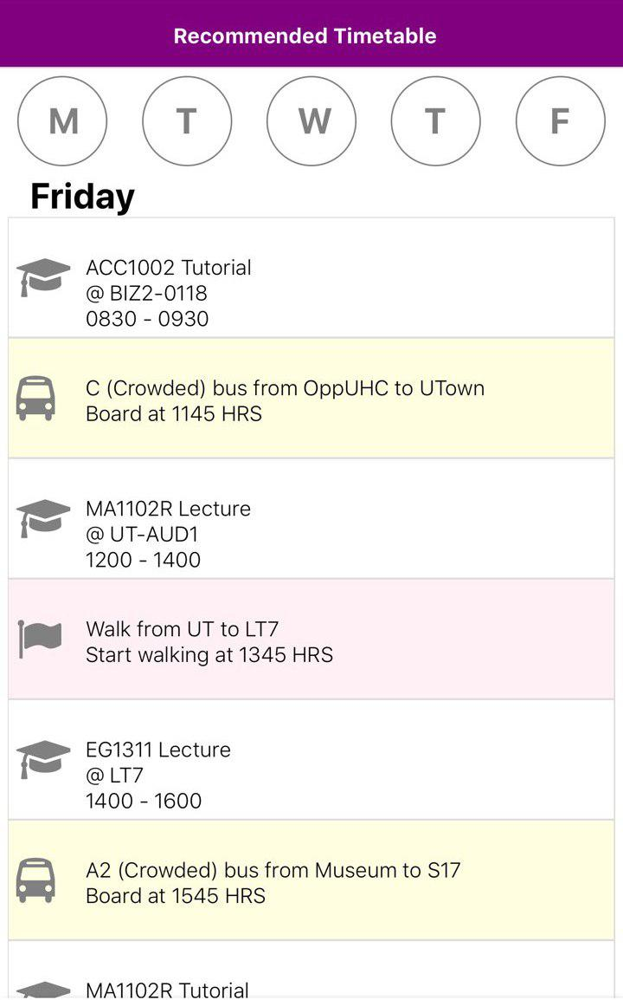 Recommended Timetable
M T W T F
Friday
ACC1002 Tutorial
@ BIZ2-0118
0830 - 0930
C (Crowded) bus from OppUHC to UTown
Board at 1145 HRS
MA1102R Lecture
@ UT-AUD1
1200 - 1400
Walk from UT to LT7
Start walking at 1345 HRS
EG1311 Lecture
@ LT7
1400 - 1600
A2 (Crowded) bus from Museum to S17
Board at 1545 HRS
MA1102R Tutorial